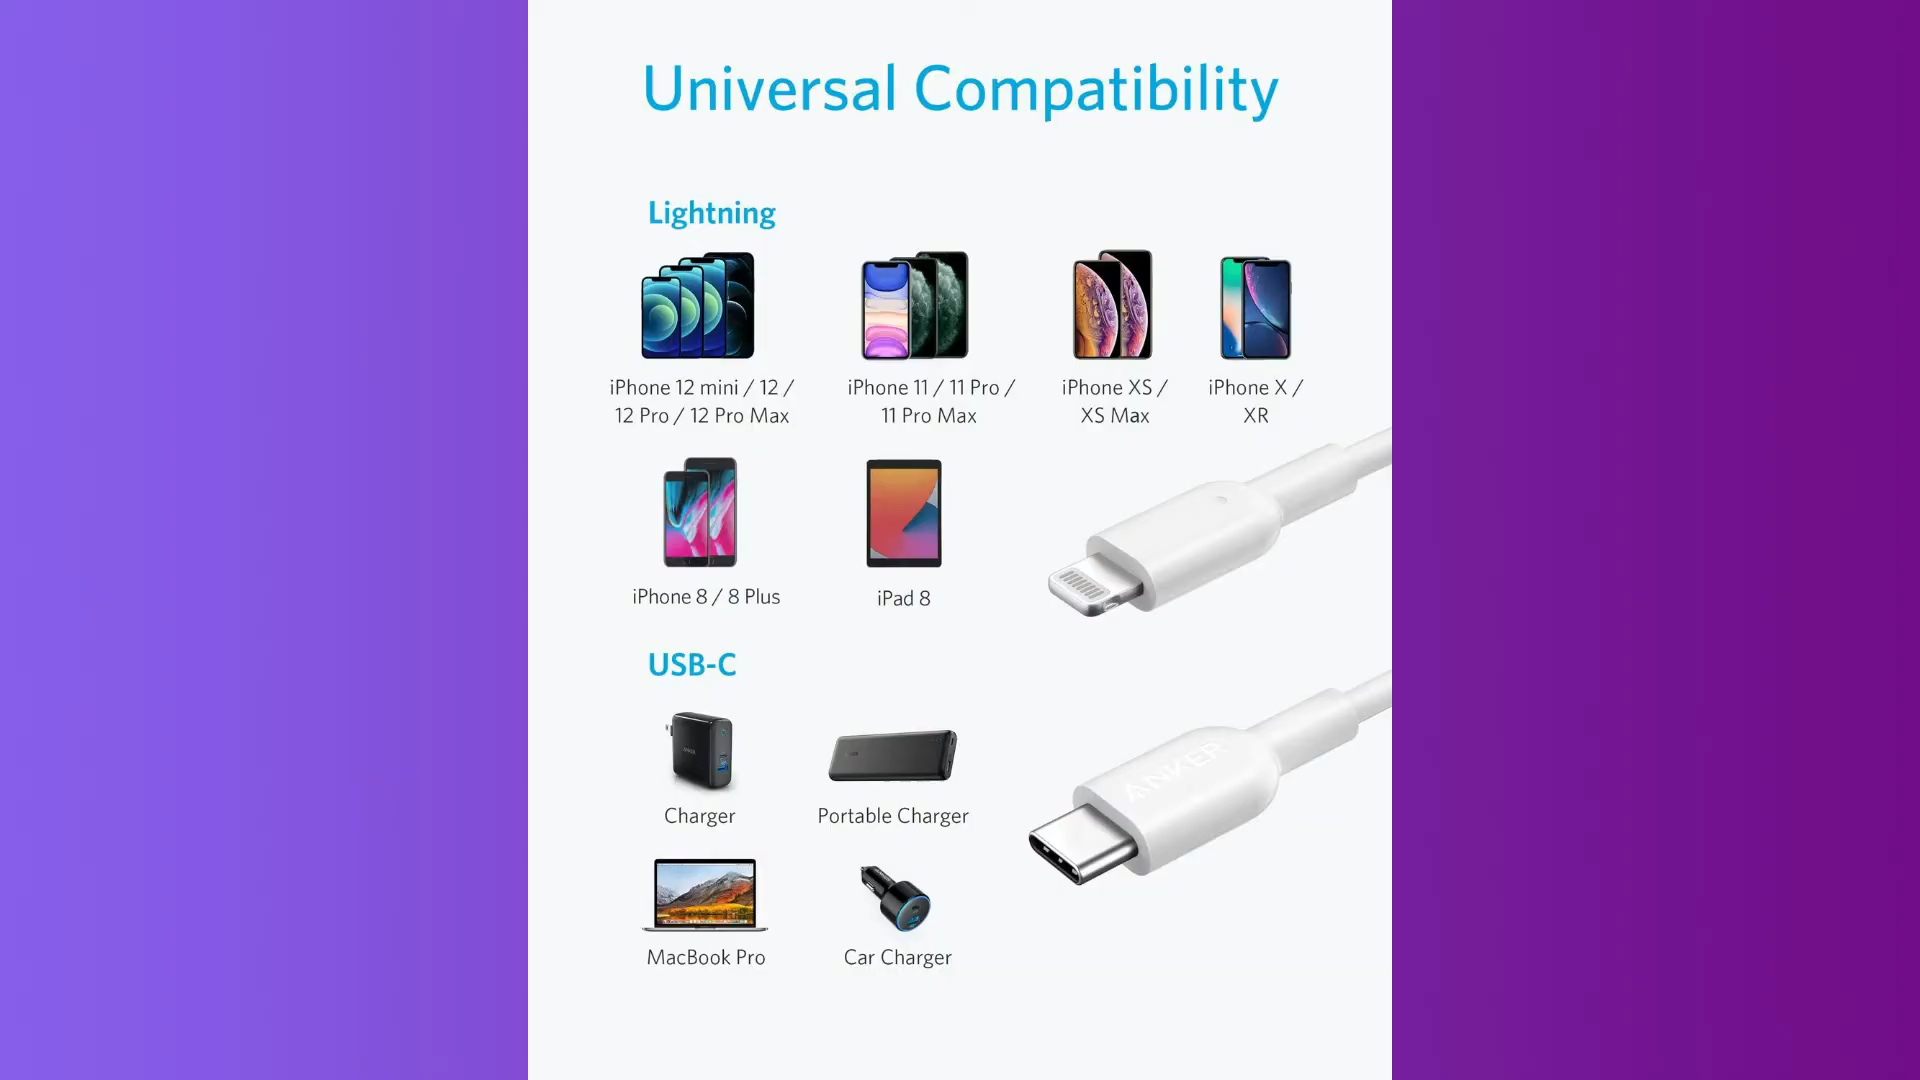 Universal Compatibility
Lightning
iPhone 12 mini / 12 /
12 Pro / 12 Pro Max
iPhone 11 / 11 Pro /
11 Pro Max
iPhone XS /
XS Max
iPhone X /
XR
iPhone 8 / 8 Plus
iPad 8
USB-C
Charger
Portable Charger
ANKER
MacBook Pro
Car Charger